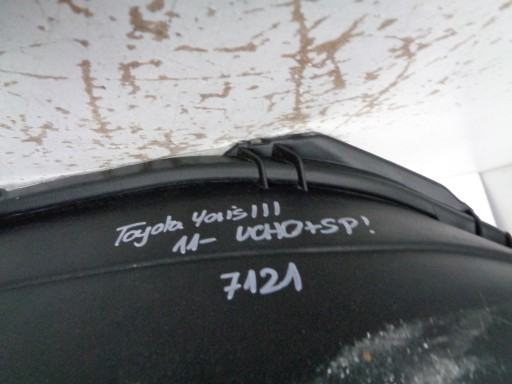 Toyota Yaris III
11- UCHO+SP!
7121